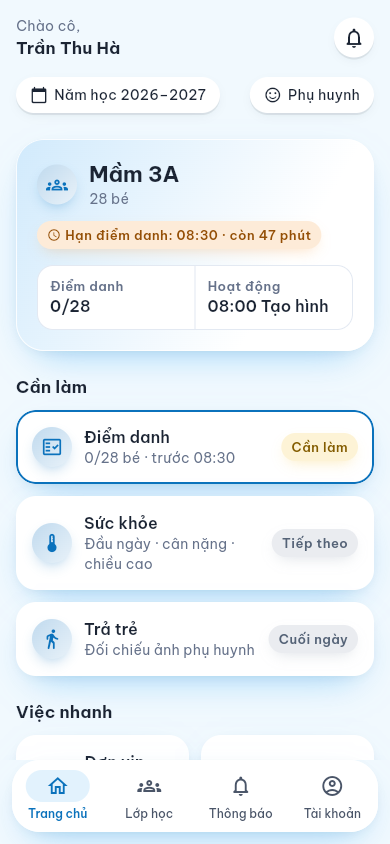 Chào cô,
Trần Thu Hà
Năm học 2026–2027
Phụ huynh
Mầm 3A
28 bé
Hạn điểm danh: 08:30 · còn 47 phút
Điểm danh
0/28
Hoạt động
08:00 Tạo hình
Cần làm
Điểm danh
0/28 bé · trước 08:30
Cần làm
Sức khỏe
Đầu ngày · cân nặng ·
chiều cao
Tiếp theo
Trả trẻ
Đối chiếu ảnh phụ huynh
Cuối ngày
Việc nhanh
Trang chủ
Lớp học
Thông báo
Tài khoản